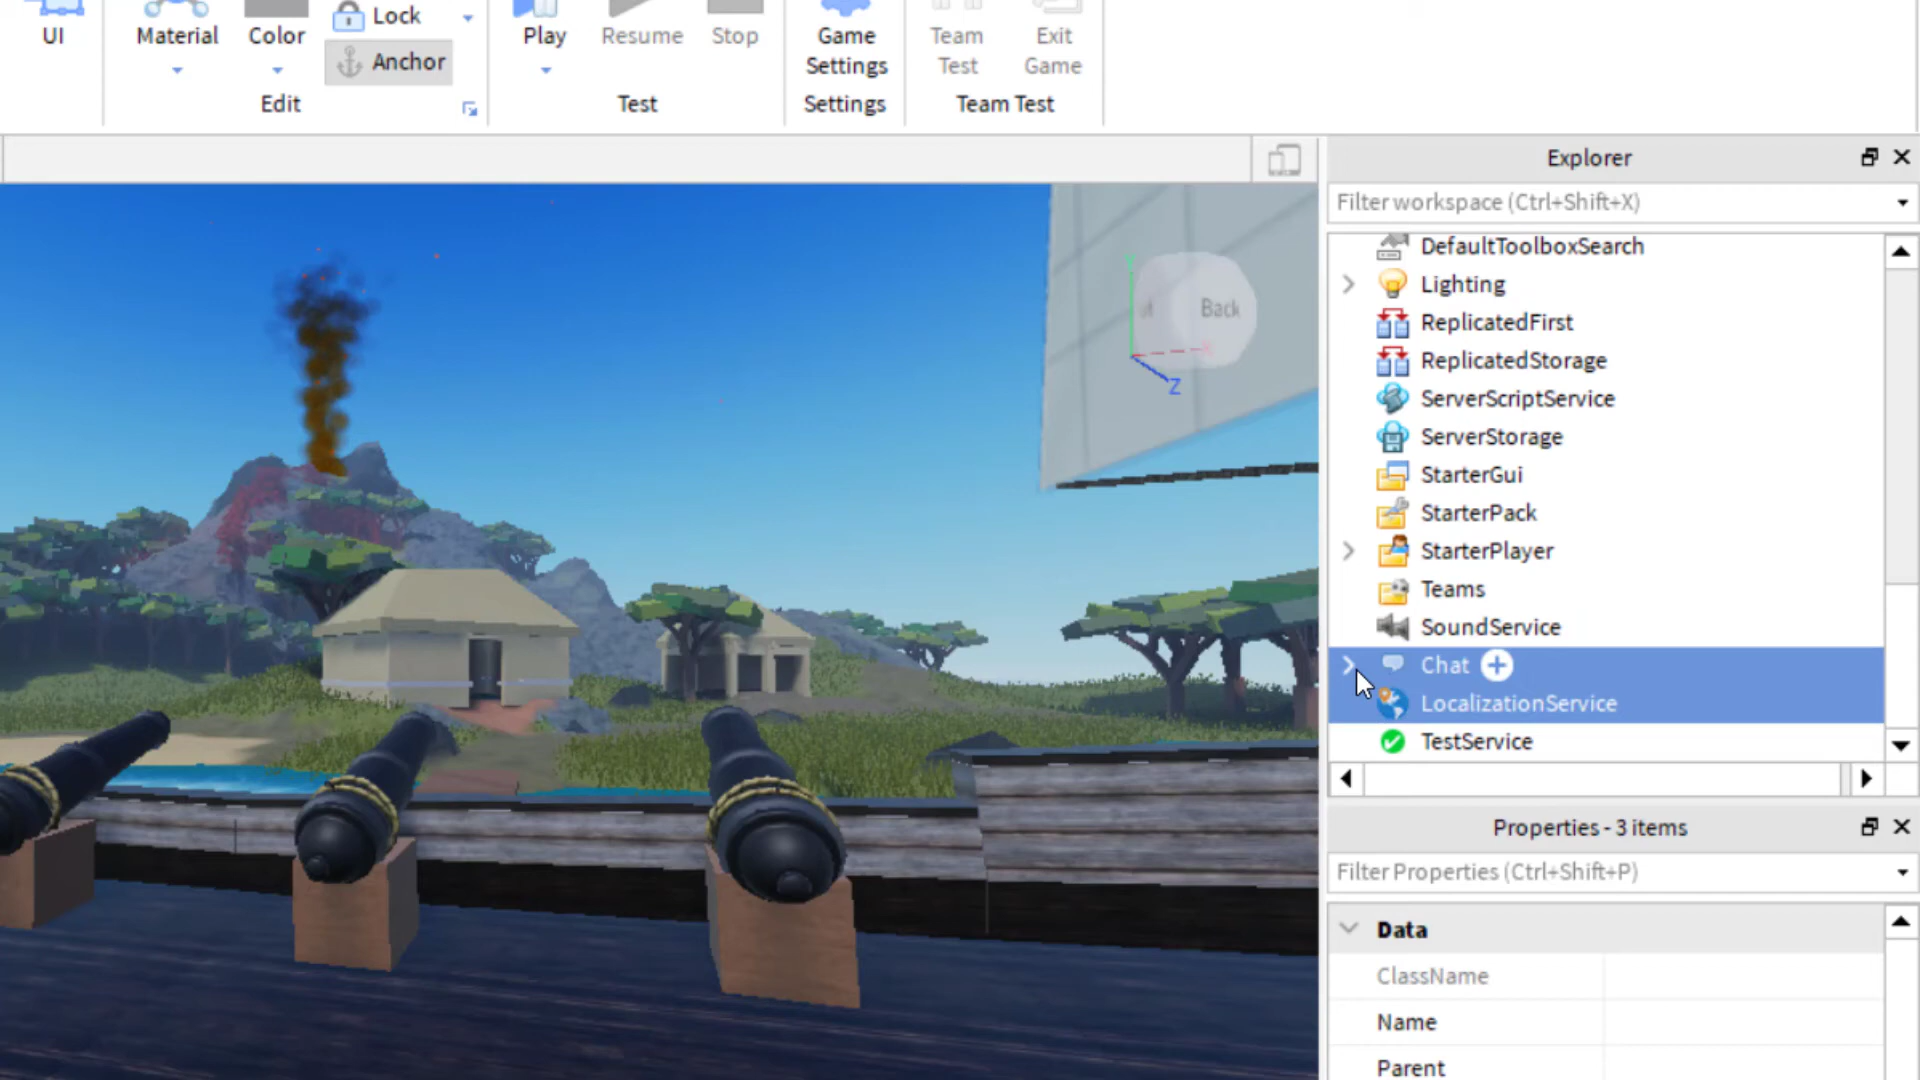 UI
Material
Color
Lock
Anchor
Edit
Play
Resume
Stop
Test
Game
Settings
Settings
Team
Test
Exit
Game
Team Test
Explorer
Filter workspace (Ctrl+Shift+X)
DefaultToolboxSearch
Lighting
ReplicatedFirst
ReplicatedStorage
ServerScriptService
ServerStorage
StarterGui
StarterPack
StarterPlayer
Teams
SoundService
Chat
LocalizationService
TestService
Y
Back
X
Z
Properties - 3 items
Filter Properties (Ctrl+Shift+P)
Data
ClassName
Name
Parent